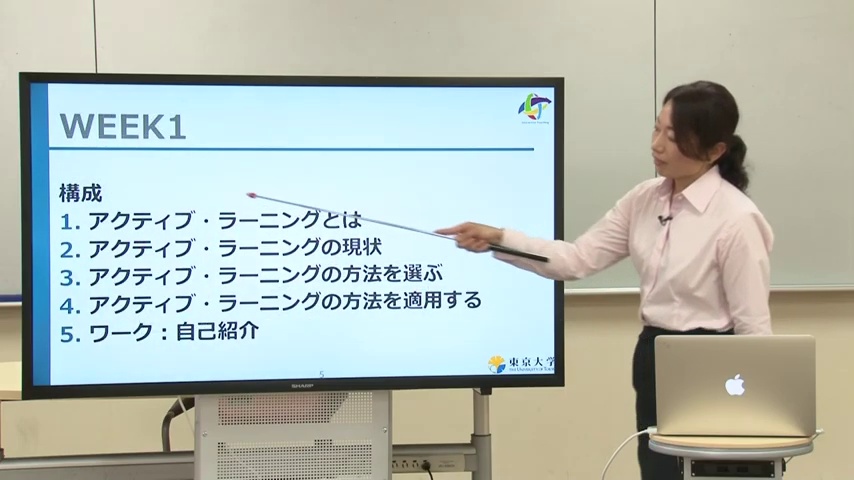 WEEK1
構成
1. アクティブ・ラーニングとは
2. アクティブ・ラーニングの現状
3. アクティブ・ラーニングの方法を選ぶ
4. アクティブ・ラーニングの方法を適用する
5. ワーク：自己紹介
5
東京大学
SHARP